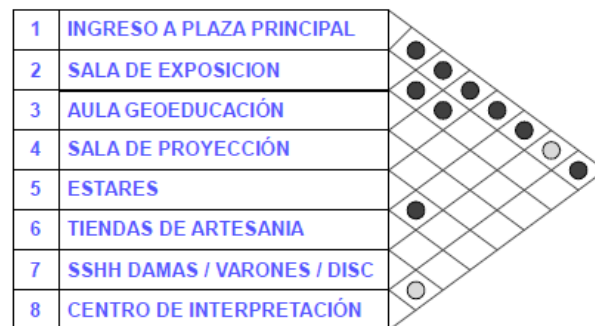 1 INGRESO A PLAZA PRINCIPAL
2 SALA DE EXPOSICION
3 AULA GEOEDUCACIÓN
4 SALA DE PROYECCIÓN
5 ESTARES
6 TIENDAS DE ARTESANIA
7 SSHH DAMAS / VARONES / DISC
8 CENTRO DE INTERPRETACIÓN